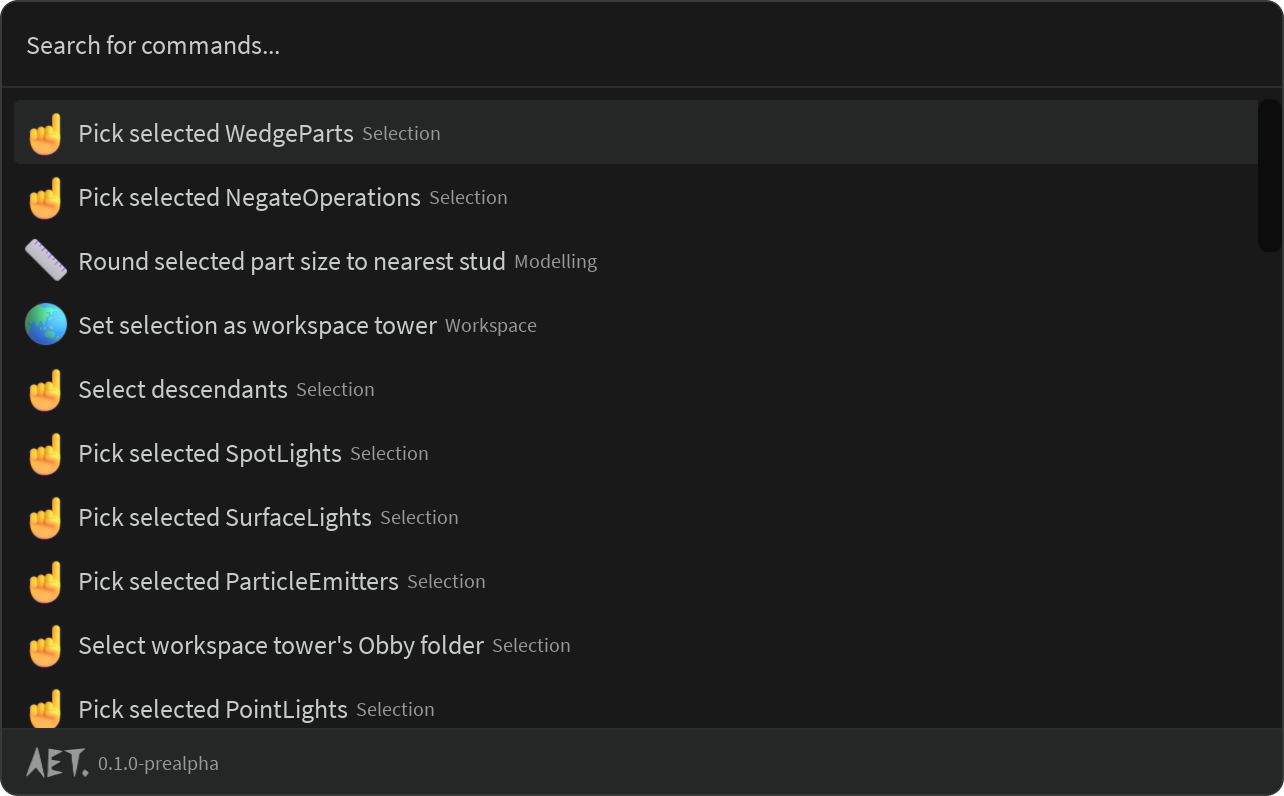 Search for commands...
Pick selected WedgeParts Selection
Pick selected NegateOperations Selection
Round selected part size to nearest stud Modelling
Set selection as workspace tower Workspace
Select descendants Selection
Pick selected SpotLights Selection
Pick selected SurfaceLights Selection
Pick selected ParticleEmitters Selection
Select workspace tower's Obby folder Selection
Pick selected PointLights Selection
AET. 0.1.0-prealpha